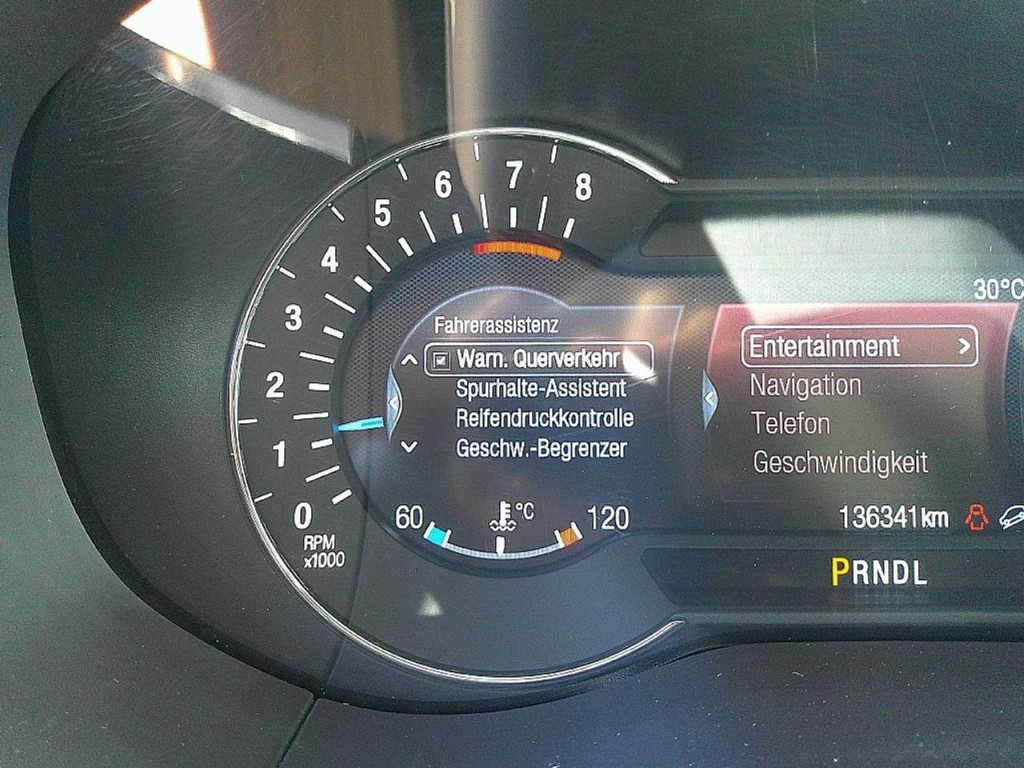 8
7
6
5
4
3
2
1
0
RPM
x1000
Fahrerassistenz
Warn. Querverkehr
Spurhalte-Assistent
Reifendruckkontrolle
Geschw.-Begrenzer
60
°C
120
30°C
Entertainment >
Navigation
Telefon
Geschwindigkeit
136341km
PRNDL